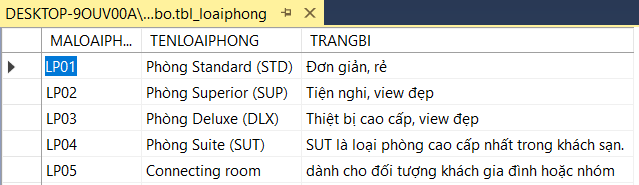 DESKTOP-9OUV00A\...bo.tbl_loaiphong
MALOAIPH... TENLOAIPHONG TRANGBI
LP01 Phòng Standard (STD) Đơn giản, rẻ
LP02 Phòng Superior (SUP) Tiện nghi, view đẹp
LP03 Phòng Deluxe (DLX) Thiết bị cao cấp, view đẹp
LP04 Phòng Suite (SUT) SUT là loại phòng cao cấp nhất trong khách sạn.
LP05 Connecting room dành cho đối tượng khách gia đình hoặc nhóm